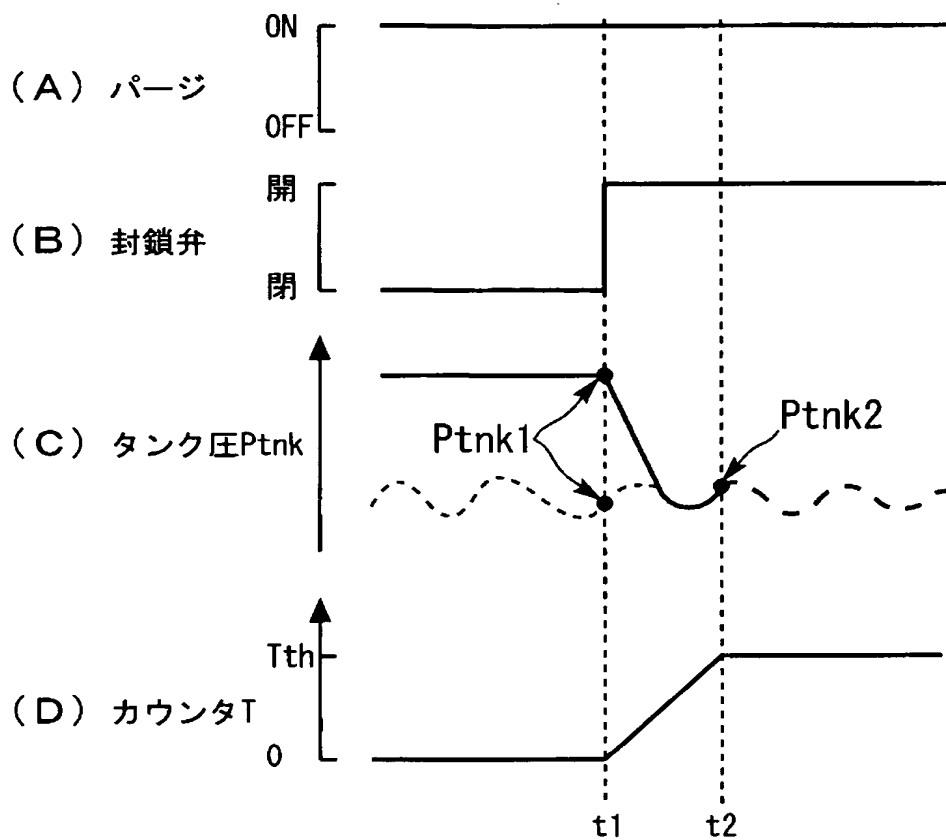 ON
(A) パージ
OFF
開
(B) 封鎖弁
閉
Ptnk1
Ptnk2
(C) タンク圧Ptnk
Tth
(D) カウンタT
0
t1
t2